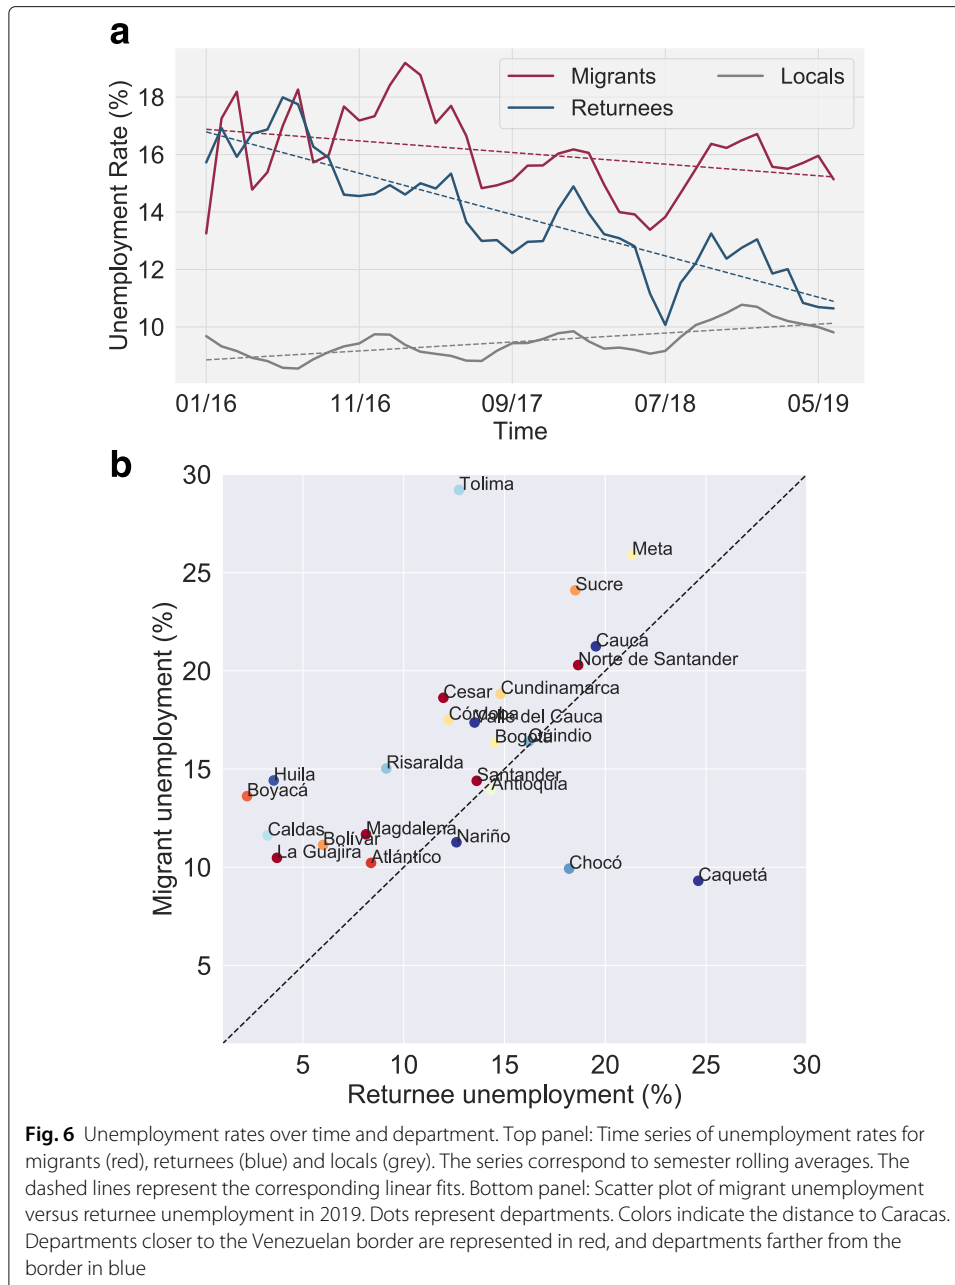 a
Unemployment Rate (%)
18
16
14
12
10
Migrants
Returnees
Locals
01/16
11/16
09/17
07/18
05/19
Time
b
Migrant unemployment (%)
30
25
20
15
10
5
Tolima
Meta
Sucre
Cauca
Norte de Santander
Cesar
Cundinamarca
Córdoba
Valle del Cauca
Bogotá
Quindio
Risaralda
Huila
Santander
Antioquia
Boyacá
Caldas
Bolívar
Magdalena
Nariño
La Guajira
Atlántico
Chocó
Caquetá
5
10
15
20
25
30
Returnee unemployment (%)
Fig. 6 Unemployment rates over time and department. Top panel: Time series of unemployment rates for
migrants (red), returnees (blue) and locals (grey). The series correspond to semester rolling averages. The
dashed lines represent the corresponding linear fits. Bottom panel: Scatter plot of migrant unemployment
versus returnee unemployment in 2019. Dots represent departments. Colors indicate the distance to Caracas.
Departments closer to the Venezuelan border are represented in red, and departments farther from the
border in blue